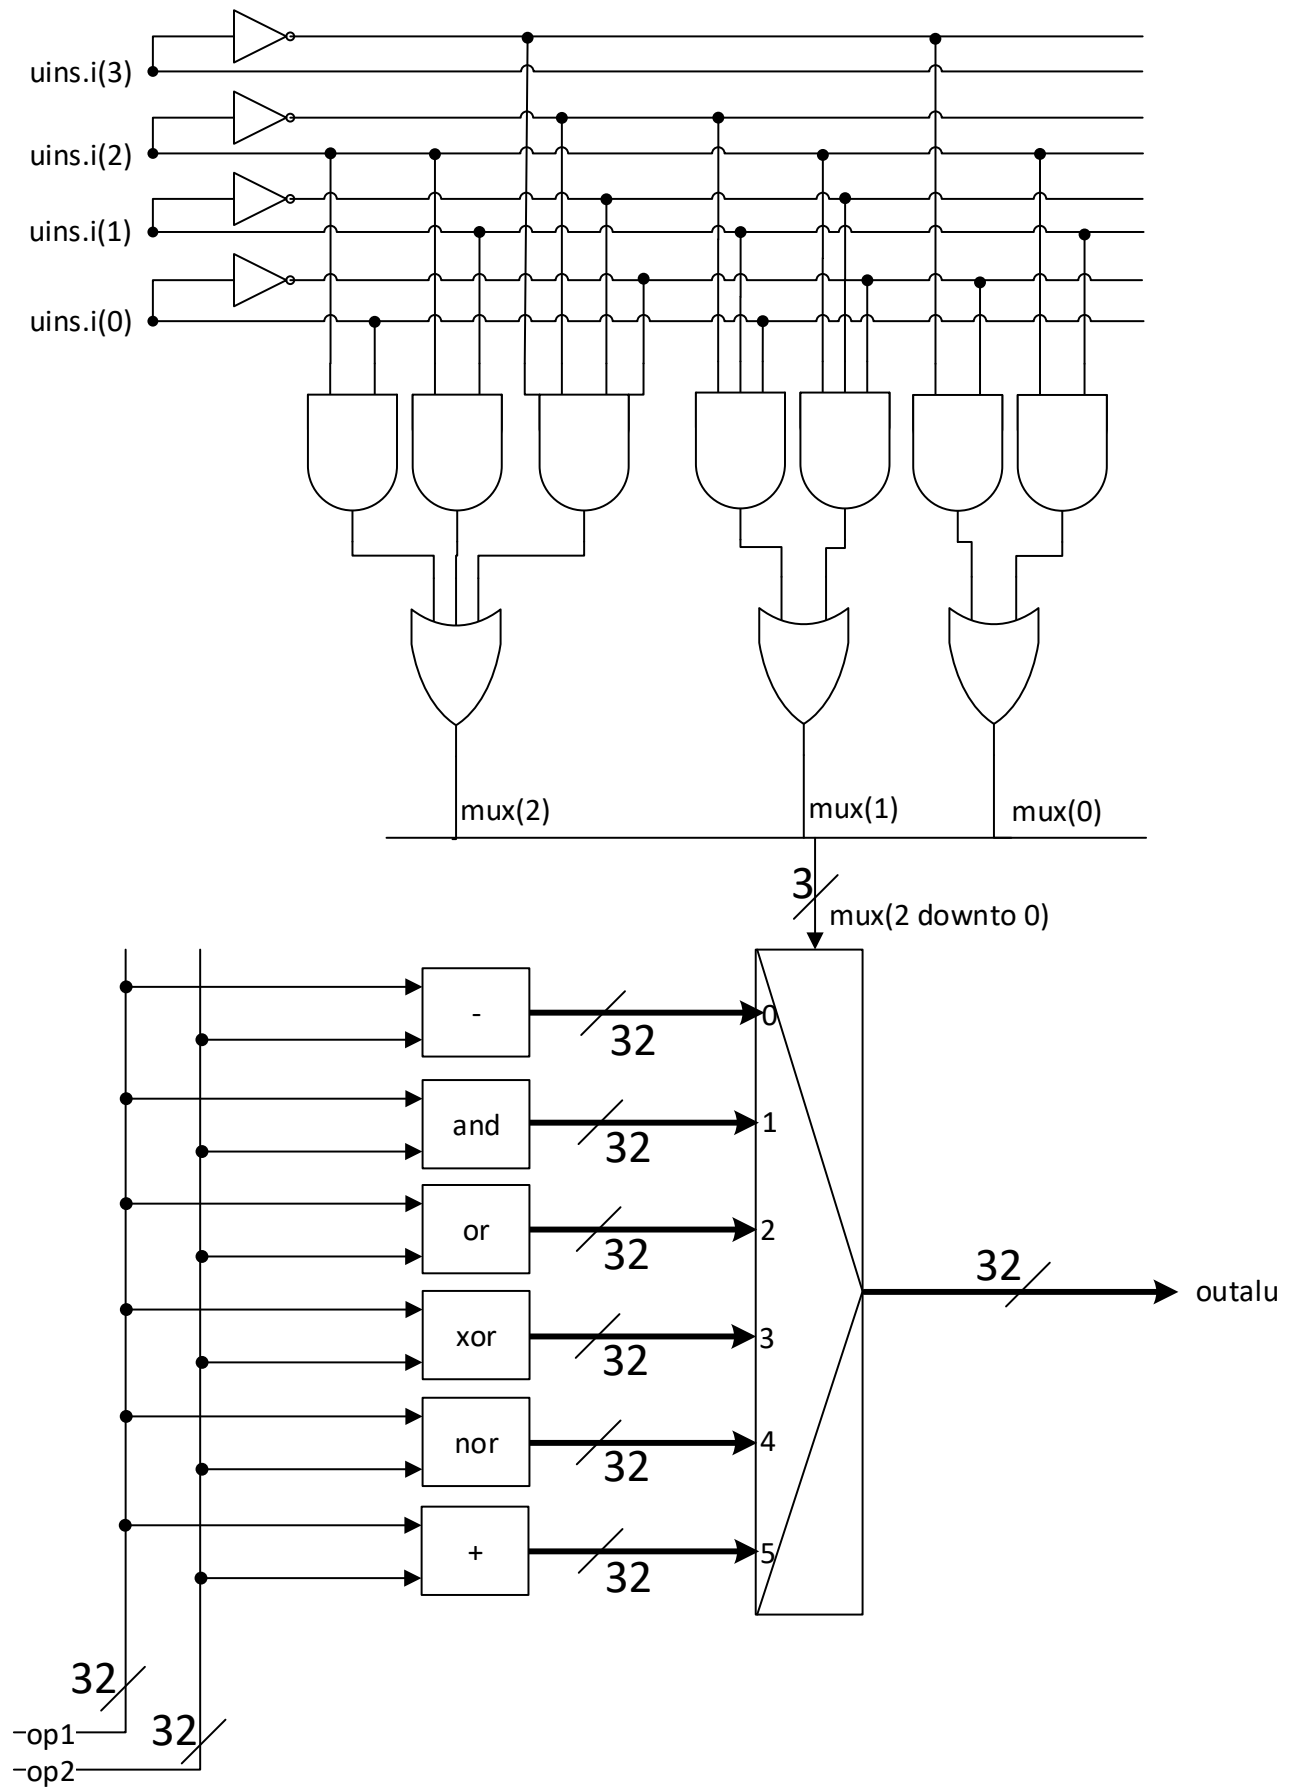 uins.i(3)
uins.i(2)
uins.i(1)
uins.i(0)
mux(2)
mux(1)
mux(0)
3
mux(2 downto 0)
-
32
0
and
32
1
or
32
2
xor
32
3
nor
32
4
+
32
5
32
outalu
32
op1
32
op2